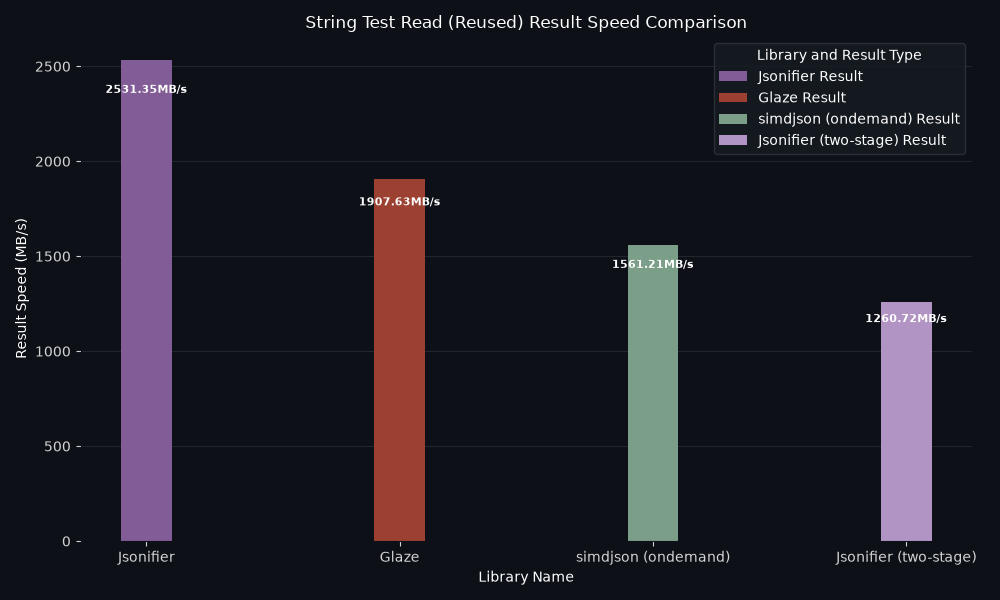 String Test Read (Reused) Result Speed Comparison
Library and Result Type
Jsonifier Result
Glaze Result
simdjson (ondemand) Result
Jsonifier (two-stage) Result
Result Speed (MB/s)
2500
2000
1500
1000
500
0
2531.35MB/s
1907.63MB/s
1561.21MB/s
1260.72MB/s
Jsonifier
Glaze
simdjson (ondemand)
Jsonifier (two-stage)
Library Name